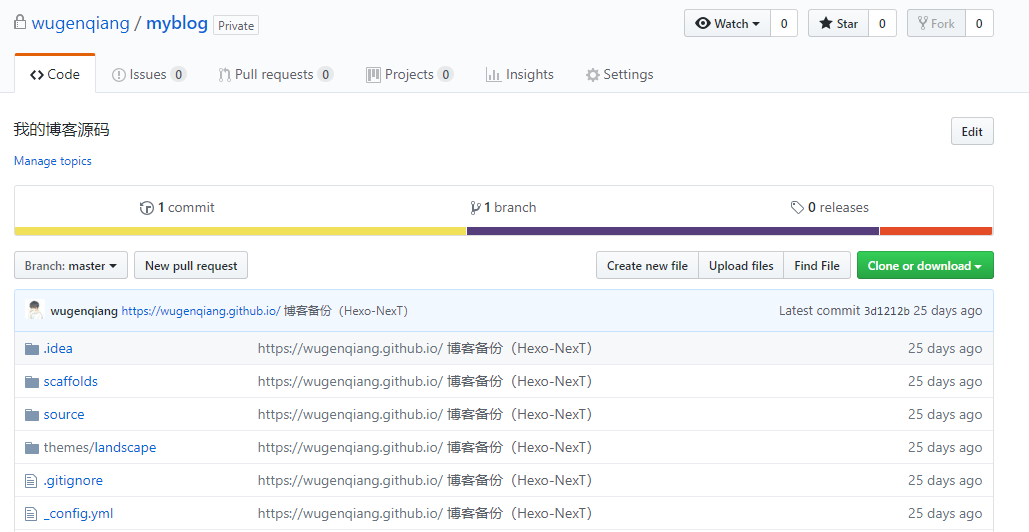 wugenqiang / myblog Private Watch 0 Star 0 Fork 0
Code Issues 0 Pull requests 0 Projects 0 Insights Settings
我的博客源码 Edit
Manage topics
1 commit 1 branch 0 releases
Branch: master New pull request Create new file Upload files Find File Clone or download
wugenqiang https://wugenqiang.github.io/ 博客备份（Hexo-NexT） Latest commit 3d1212b 25 days ago
.idea https://wugenqiang.github.io/ 博客备份（Hexo-NexT） 25 days ago
scaffolds https://wugenqiang.github.io/ 博客备份（Hexo-NexT） 25 days ago
source https://wugenqiang.github.io/ 博客备份（Hexo-NexT） 25 days ago
themes/landscape https://wugenqiang.github.io/ 博客备份（Hexo-NexT） 25 days ago
.gitignore https://wugenqiang.github.io/ 博客备份（Hexo-NexT） 25 days ago
_config.yml https://wugenqiang.github.io/ 博客备份（Hexo-NexT） 25 days ago